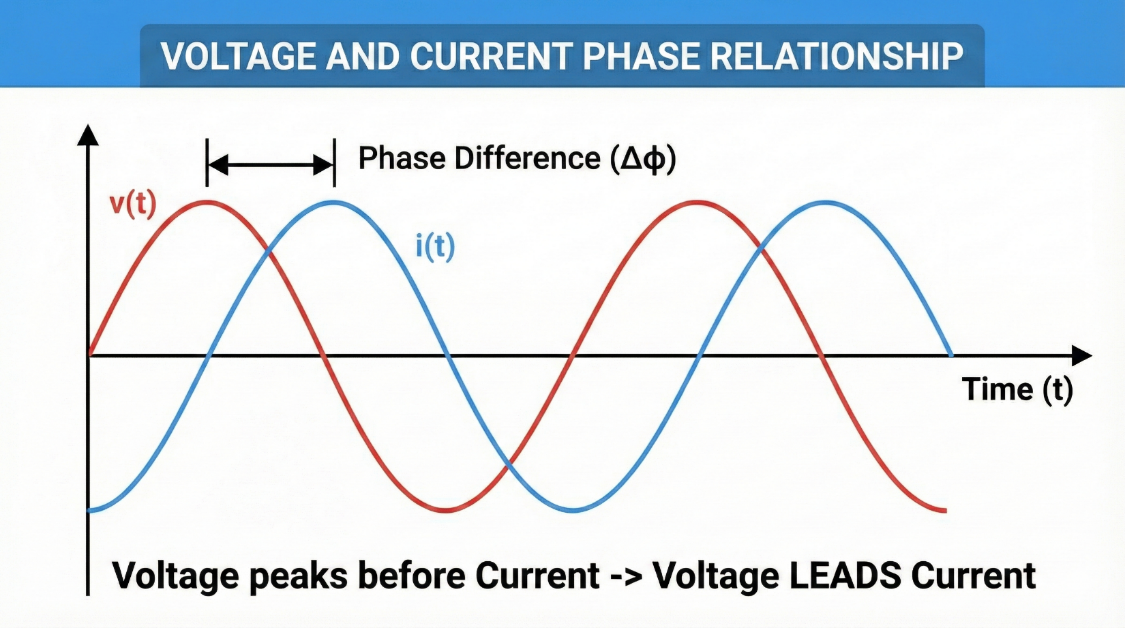 VOLTAGE AND CURRENT PHASE RELATIONSHIP
Phase Difference (Δϕ)
v(t)
i(t)
Time (t)
Voltage peaks before Current -> Voltage LEADS Current